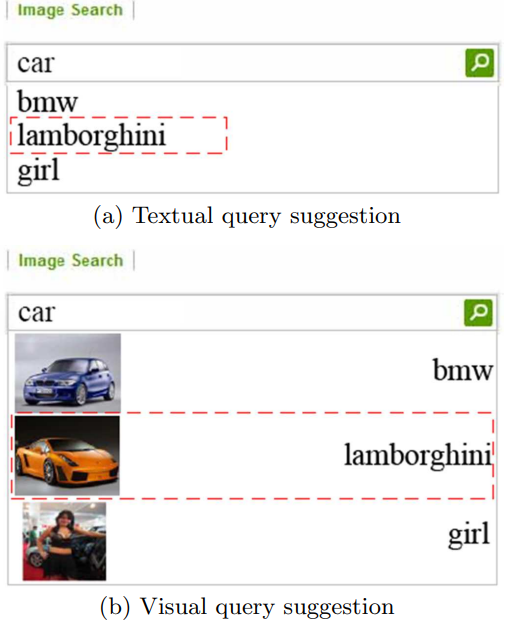 Image Search
car
bmw
lamborghini
girl
(a) Textual query suggestion
Image Search
car
bmw
lamborghini
girl
(b) Visual query suggestion